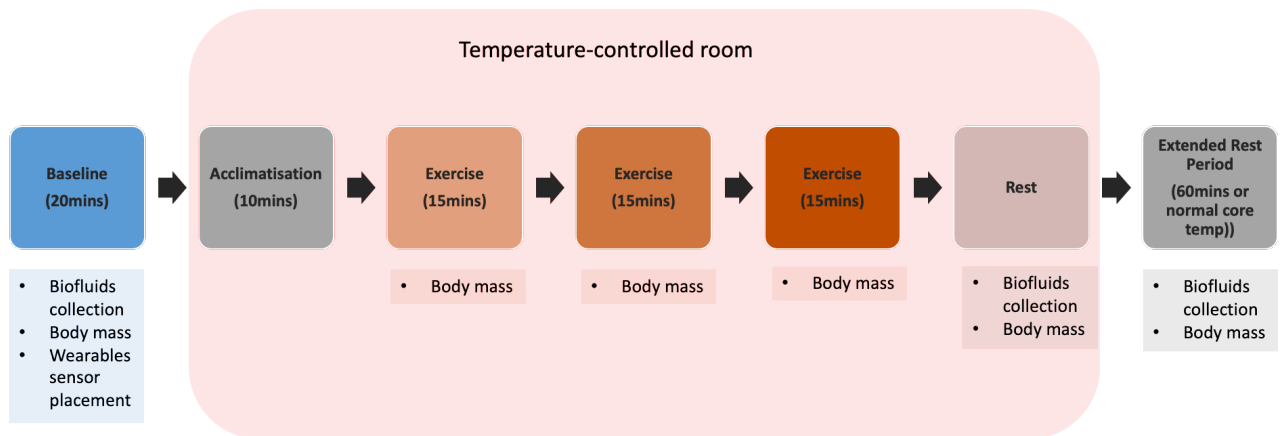 Temperature-controlled room
Baseline
(20mins)
Acclimatisation
(10mins)
Exercise
(15mins)
Exercise
(15mins)
Exercise
(15mins)
Rest
Extended Rest
Period
(60mins or
normal core
temp))
• Biofluids
collection
• Body mass
• Wearables
sensor
placement
• Body mass
• Body mass
• Body mass
• Biofluids
collection
• Body mass
• Biofluids
collection
• Body mass